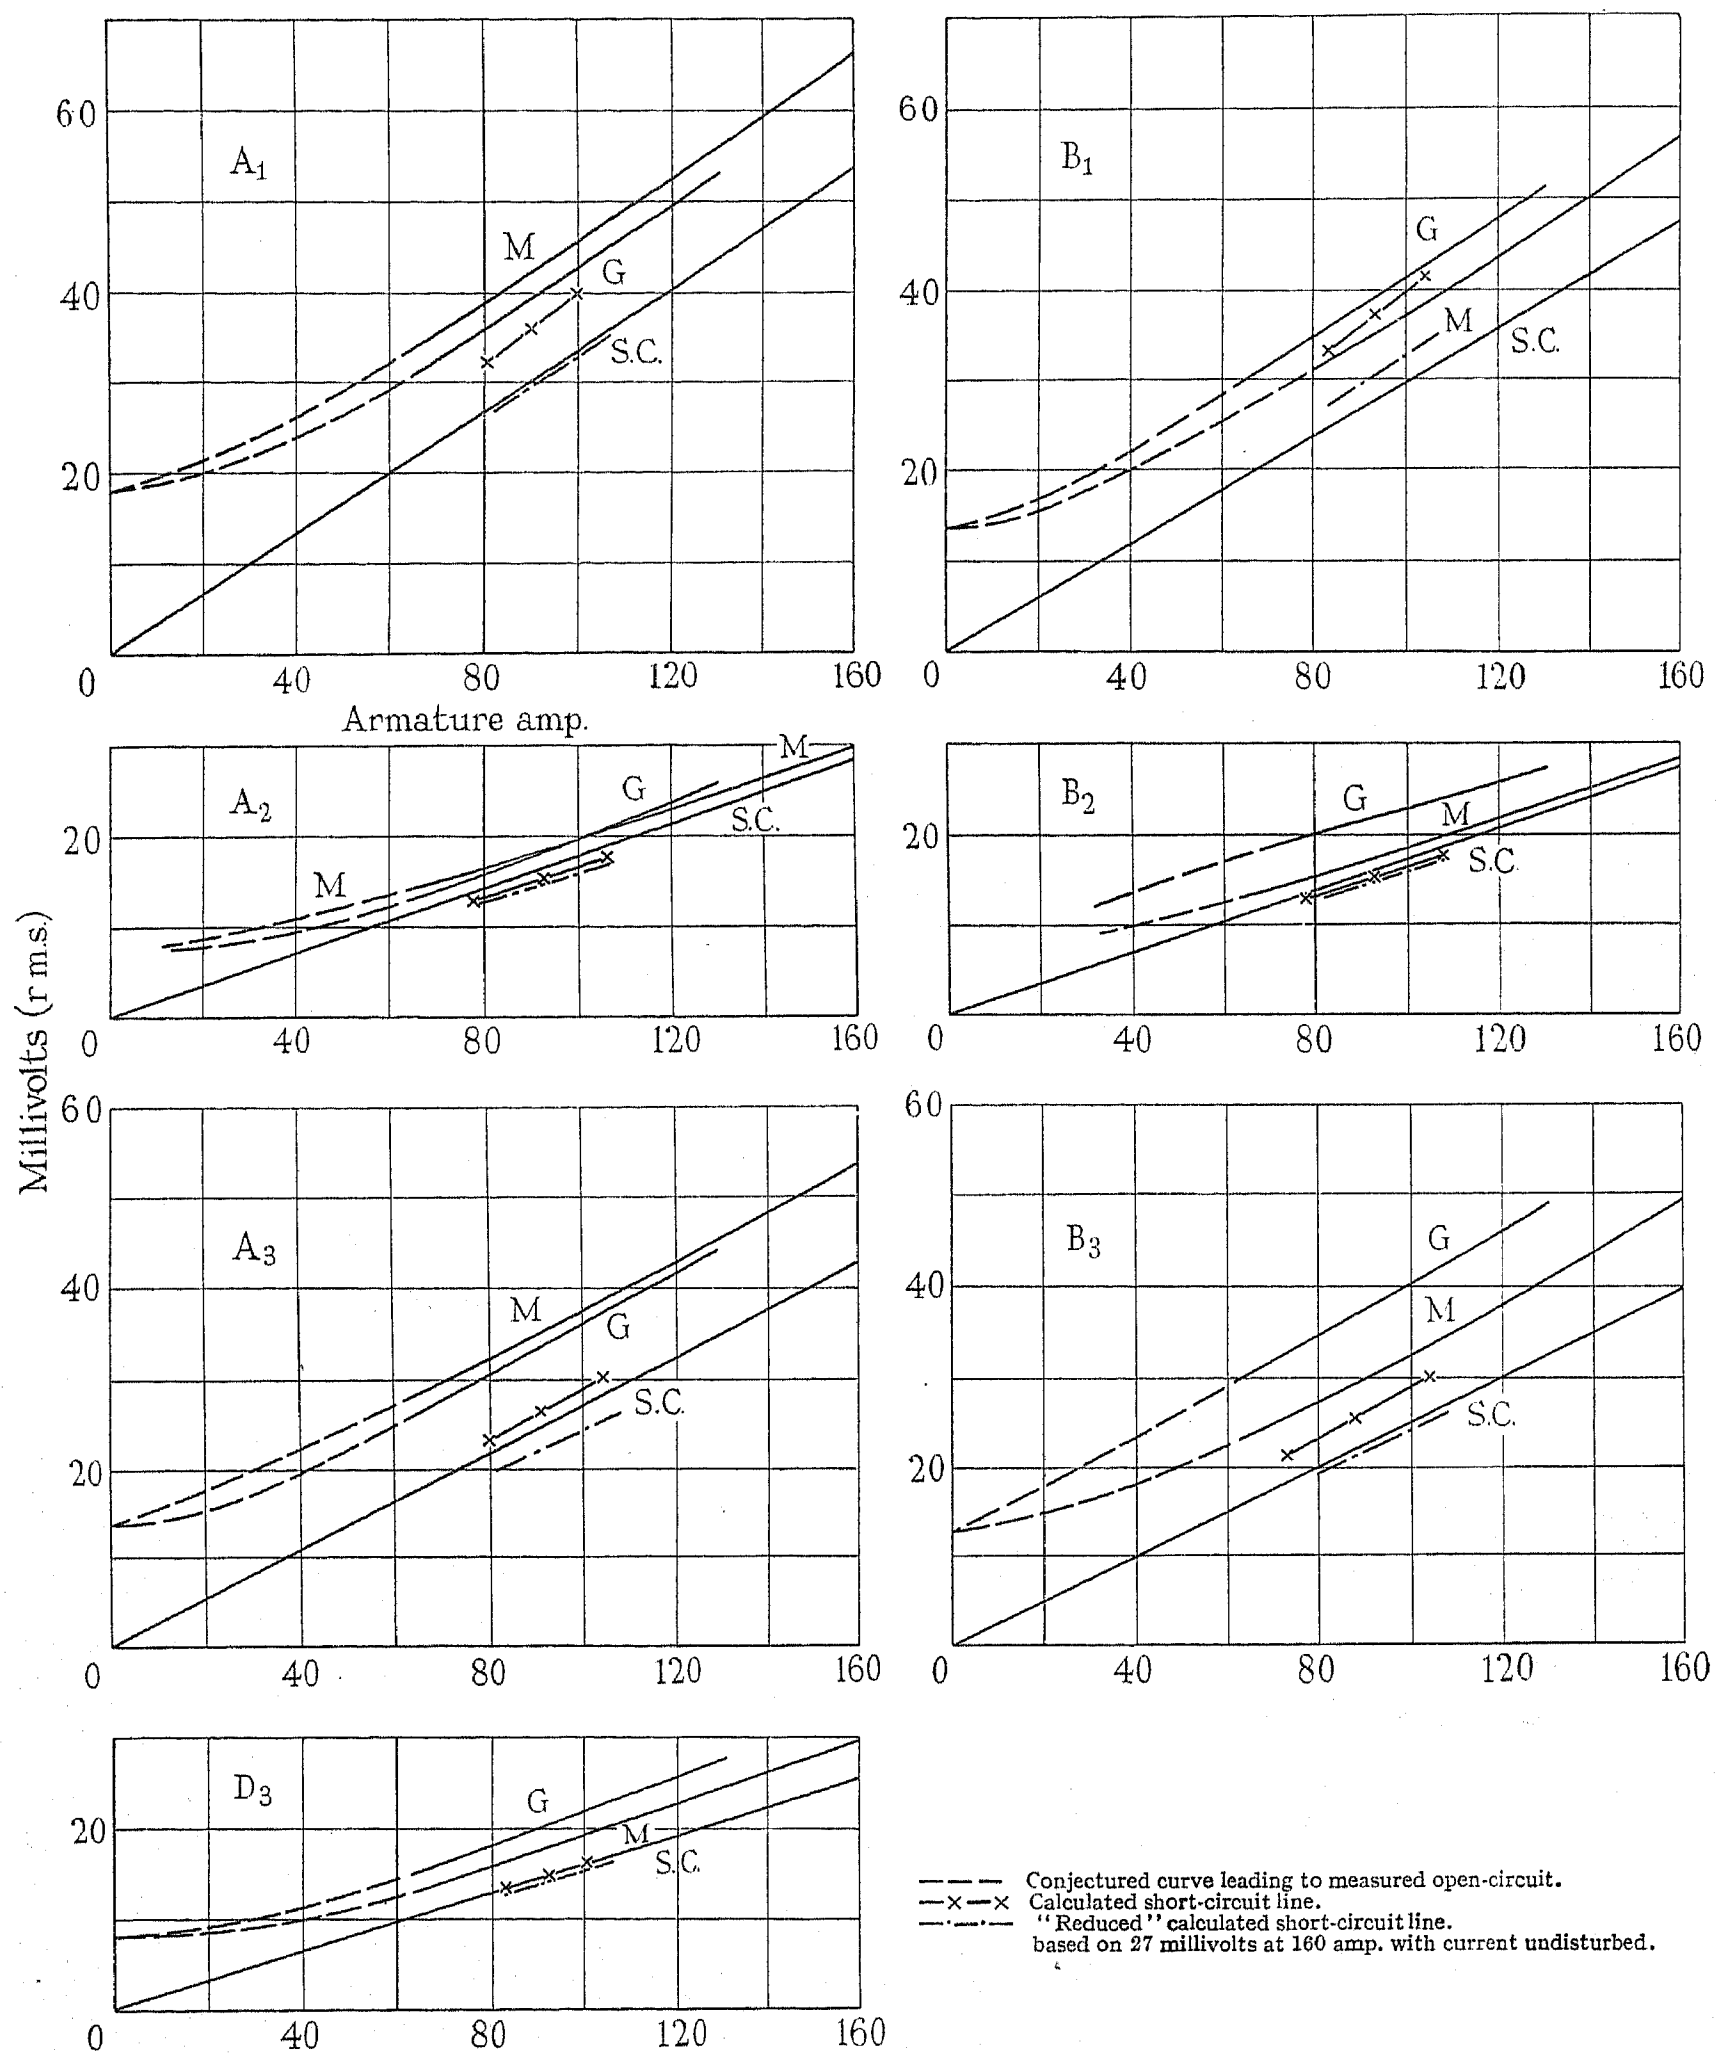 60
40
20
0
40
80
120
160
A1
M
G
S.C.
60
40
20
0
40
80
120
160
B1
G
M
S.C.
Armature amp.
Millivolts (r m.s.)
20
0
40
80
120
160
A2
M
G
M
S.C.
20
0
40
80
120
160
B2
G
M
S.C.
60
40
20
0
40
80
120
160
A3
M
G
S.C.
60
40
20
0
40
80
120
160
B3
G
M
S.C.
20
0
40
80
120
160
D3
G
M
S.C.
Conjectured curve leading to measured open-circuit.
Calculated short-circuit line.
"Reduced" calculated short-circuit line.
based on 27 millivolts at 160 amp. with current undisturbed.